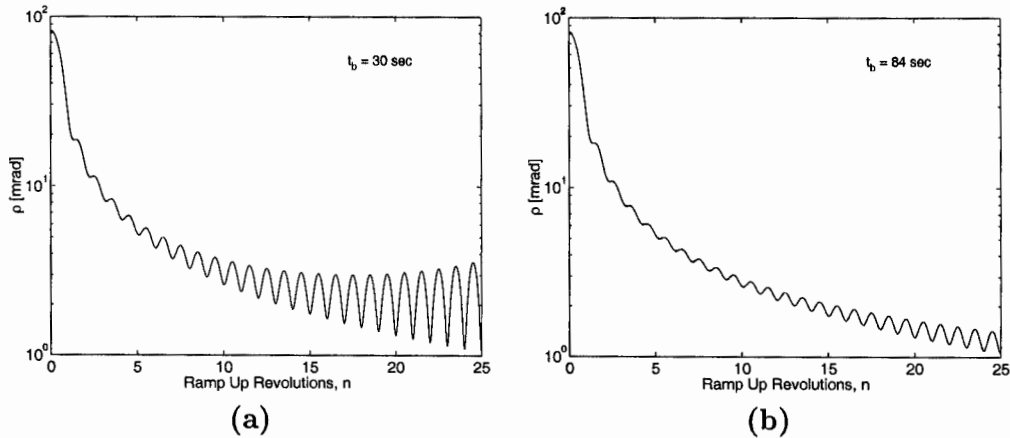 10²
t_b = 30 sec
ρ [mrad]
10¹
10⁰
0 5 10 15 20 25
Ramp Up Revolutions, n
(a)
10²
t_b = 84 sec
ρ [mrad]
10¹
10⁰
0 5 10 15 20 25
Ramp Up Revolutions, n
(b)